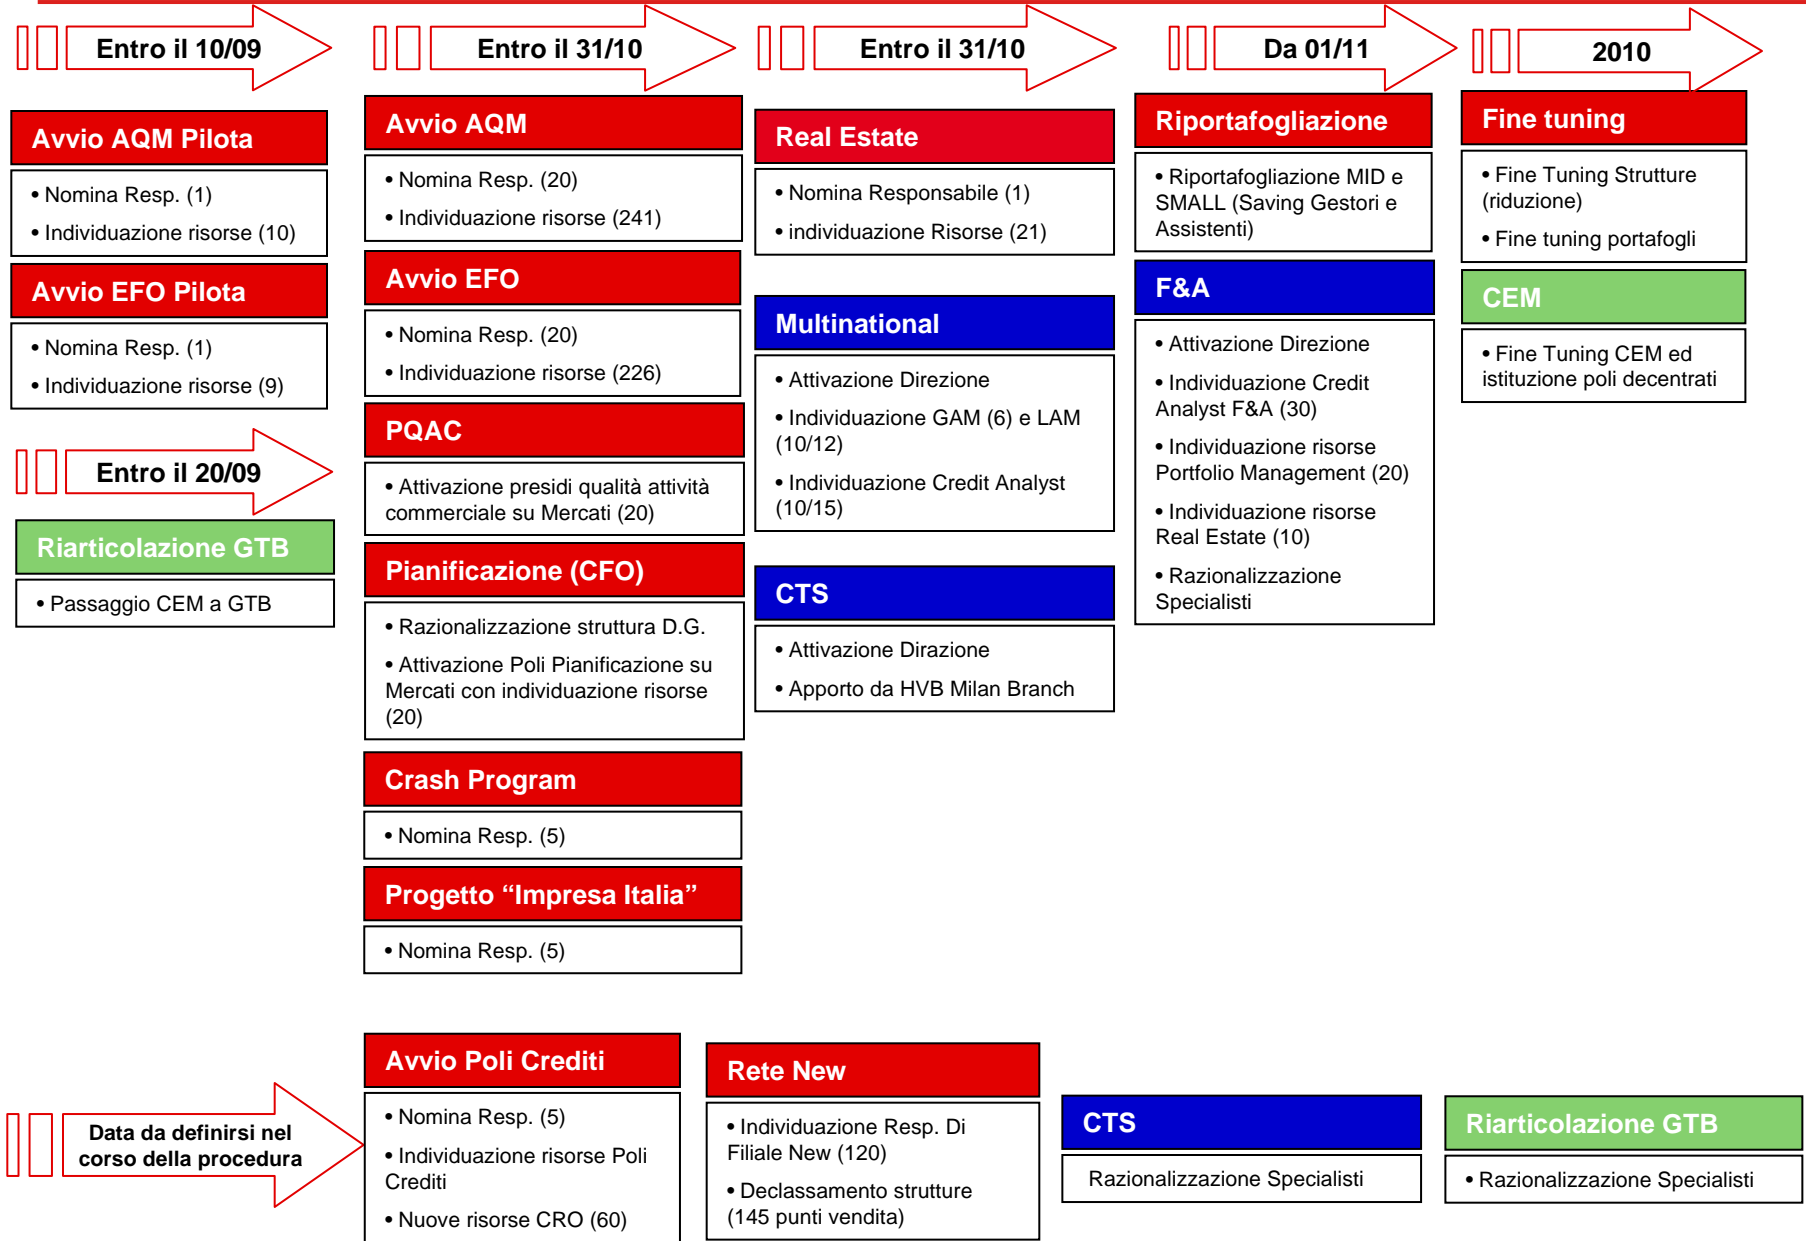 Entro il 10/09
Avvio AQM Pilota
• Nomina Resp. (1)
• Individuazione risorse (10)
Avvio EFO Pilota
• Nomina Resp. (1)
• Individuazione risorse (9)
Entro il 20/09
Riarticolazione GTB
• Passaggio CEM a GTB
Entro il 31/10
Avvio AQM
• Nomina Resp. (20)
• Individuazione risorse (241)
Avvio EFO
• Nomina Resp. (20)
• Individuazione risorse (226)
PQAC
• Attivazione presidi qualità attività
commerciale su Mercati (20)
Pianificazione (CFO)
• Razionalizzazione struttura D.G.
• Attivazione Poli Pianificazione su
Mercati con individuazione risorse
(20)
Crash Program
• Nomina Resp. (5)
Progetto “Impresa Italia”
• Nomina Resp. (5)
Entro il 31/10
Real Estate
• Nomina Responsabile (1)
• individuazione Risorse (21)
Multinational
• Attivazione Direzione
• Individuazione GAM (6) e LAM
(10/12)
• Individuazione Credit Analyst
(10/15)
CTS
• Attivazione Dirazione
• Apporto da HVB Milan Branch
Da 01/11
Riportafogliazione
• Riportafogliazione MID e
SMALL (Saving Gestori e
Assistenti)
F&A
• Attivazione Direzione
• Individuazione Credit
Analyst F&A (30)
• Individuazione risorse
Portfolio Management (20)
• Individuazione risorse
Real Estate (10)
• Razionalizzazione
Specialisti
2010
Fine tuning
• Fine Tuning Strutture
(riduzione)
• Fine tuning portafogli
CEM
• Fine Tuning CEM ed
istituzione poli decentrati
Data da definirsi nel
corso della procedura
Avvio Poli Crediti
• Nomina Resp. (5)
• Individuazione risorse Poli
Crediti
• Nuove risorse CRO (60)
Rete New
• Individuazione Resp. Di
Filiale New (120)
• Declassamento strutture
(145 punti vendita)
CTS
Razionalizzazione Specialisti
Riarticolazione GTB
• Razionalizzazione Specialisti